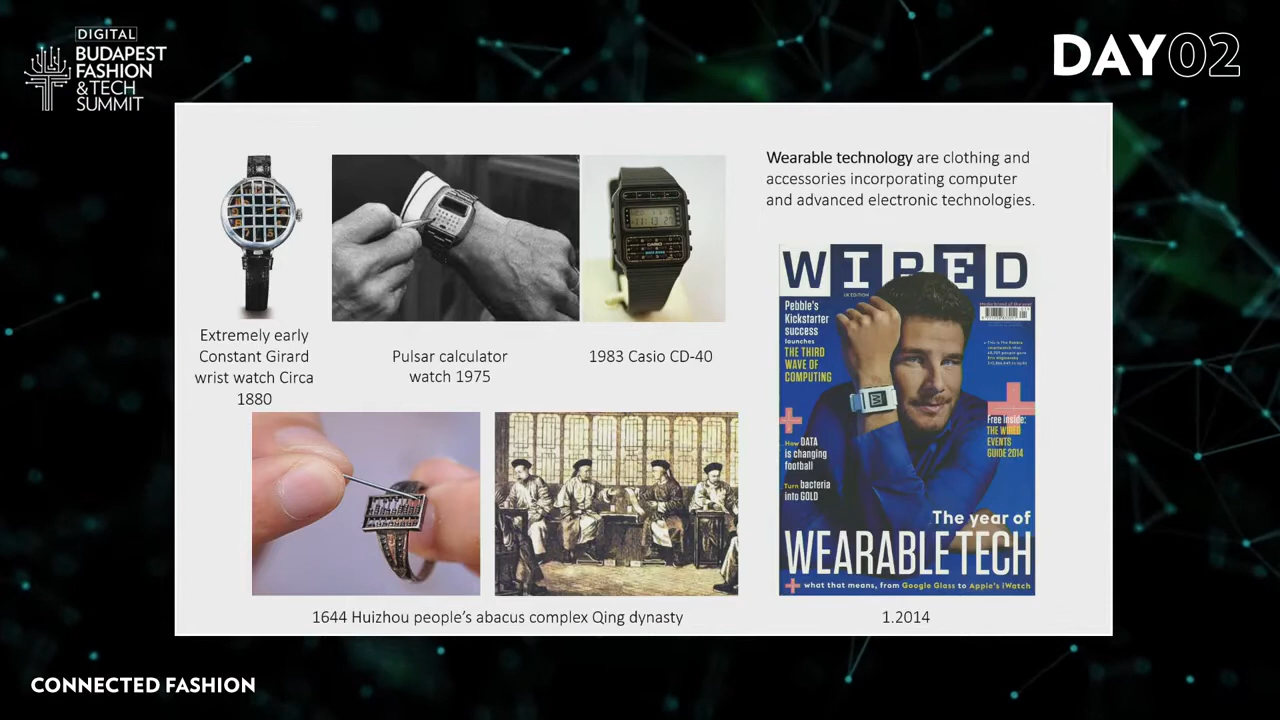 DIGITAL
BUDAPEST
FASHION
&TECH
SUMMIT
DAY02
Wearable technology are clothing and
accessories incorporating computer
and advanced electronic technologies.
Extremely early
Constant Girard
wrist watch Circa
1880
Pulsar calculator
watch 1975
1983 Casio CD-40
CASIO
WIRED
UK EDITION
Pebble's
Kickstarter
success
launches
THE THIRD
WAVE OF
COMPUTING
How DATA
is changing
football
Turn bacteria
into GOLD
Free inside:
THE WIRED
EVENTS
GUIDE 2014
The year of
WEARABLE TECH
what that means, from Google Glass to Apple's iWatch
1644 Huizhou people's abacus complex Qing dynasty
1.2014
CONNECTED FASHION